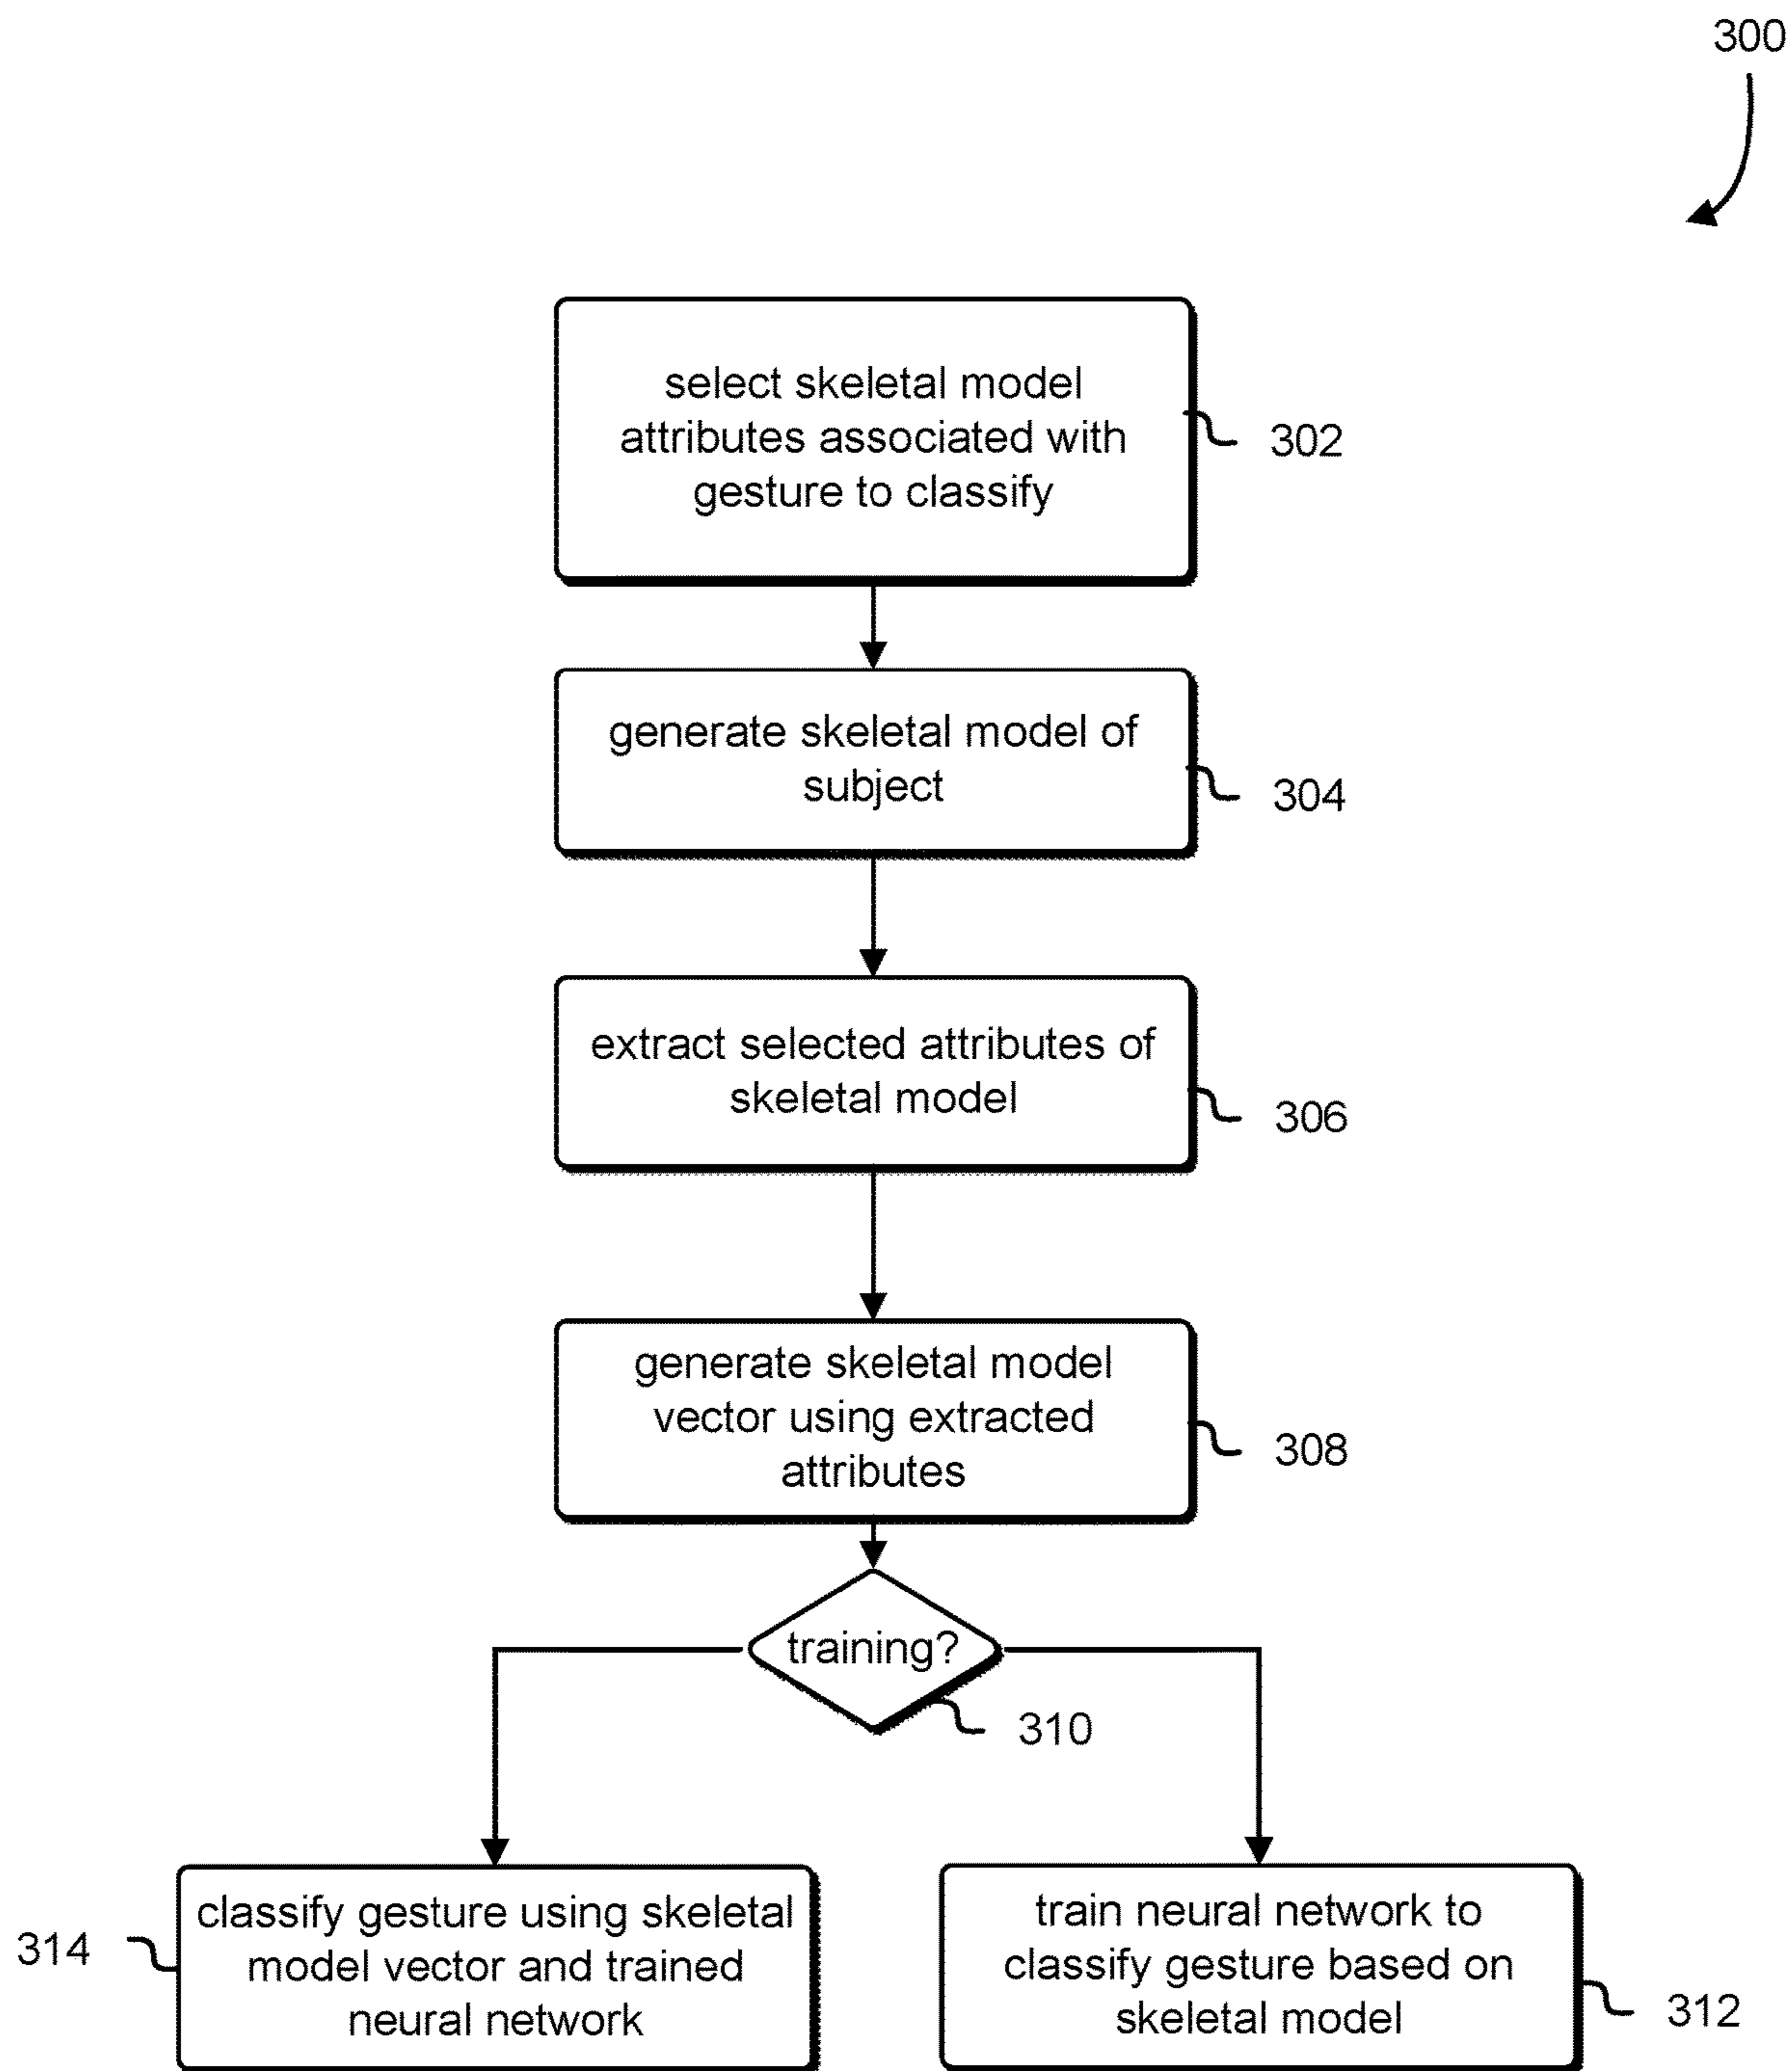 300
select skeletal model
attributes associated with
gesture to classify
302
generate skeletal model of
subject
304
extract selected attributes of
skeletal model
306
generate skeletal model
vector using extracted
attributes
308
training?
310
classify gesture using skeletal
model vector and trained
neural network
314
train neural network to
classify gesture based on
skeletal model
312